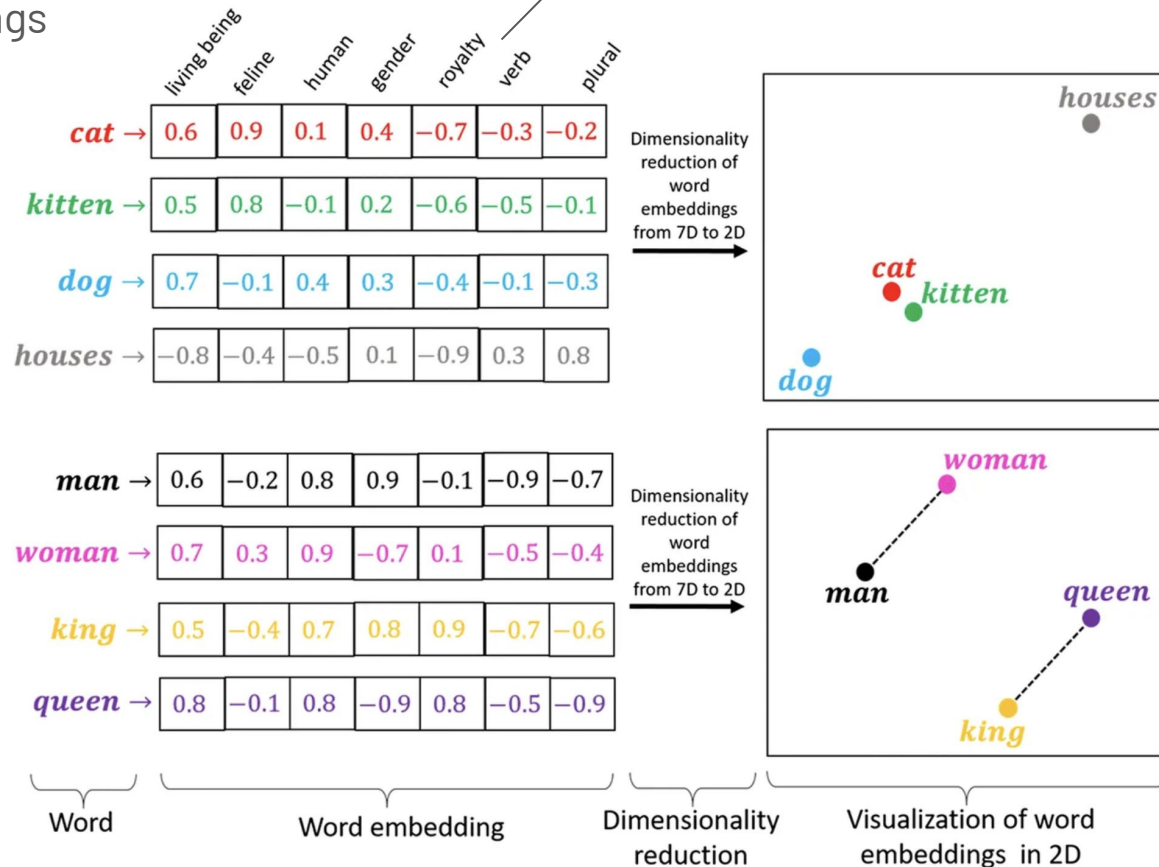 ngs
living being feline human gender royalty verb plural
cat → 0.6 0.9 0.1 0.4 −0.7 −0.3 −0.2
kitten → 0.5 0.8 −0.1 0.2 −0.6 −0.5 −0.1
dog → 0.7 −0.1 0.4 0.3 −0.4 −0.1 −0.3
houses → −0.8 −0.4 −0.5 0.1 −0.9 0.3 0.8
Dimensionality
reduction of
word
embeddings
from 7D to 2D
houses
cat
kitten
dog
man → 0.6 −0.2 0.8 0.9 −0.1 −0.9 −0.7
woman → 0.7 0.3 0.9 −0.7 0.1 −0.5 −0.4
king → 0.5 −0.4 0.7 0.8 0.9 −0.7 −0.6
queen → 0.8 −0.1 0.8 −0.9 0.8 −0.5 −0.9
Dimensionality
reduction of
word
embeddings
from 7D to 2D
woman
man
queen
king
Word
Word embedding
Dimensionality
reduction
Visualization of word
embeddings in 2D